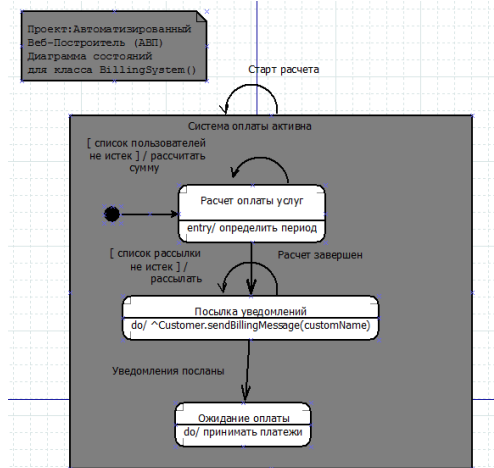 Проект:Автоматизированный
Веб-Построитель (АВП)
Диаграмма состояний
для класса BillingSystem()
Старт расчета
Система оплаты активна
[ список пользователей
не истек ] / рассчитать
сумму
Расчет оплаты услуг
entry/ определить период
[ список рассылки
не истек ] /
рассылать
Расчет завершен
Посылка уведомлений
do/ ^Customer.sendBillingMessage(customName)
Уведомления посланы
Ожидание оплаты
do/ принимать платежи